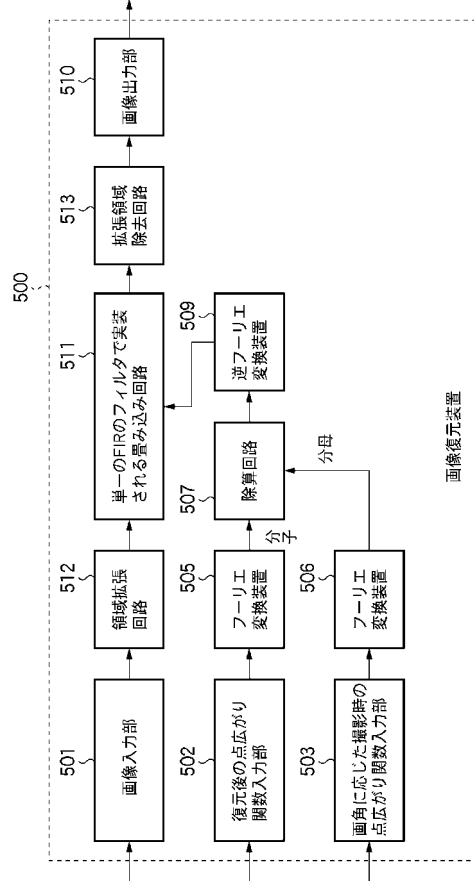 500
501
画像入力部
512
領域拡張
回路
511
単一のFIRのフィルタで実装
される畳み込み回路
513
拡張領域
除去回路
510
画像出力部
502
復元後の点広がり
関数入力部
505
フーリエ
変換装置
分子
507
除算回路
509
逆フーリエ
変換装置
503
画角に応じた撮影時の
点広がり関数入力部
506
フーリエ
変換装置
分母
画像復元装置